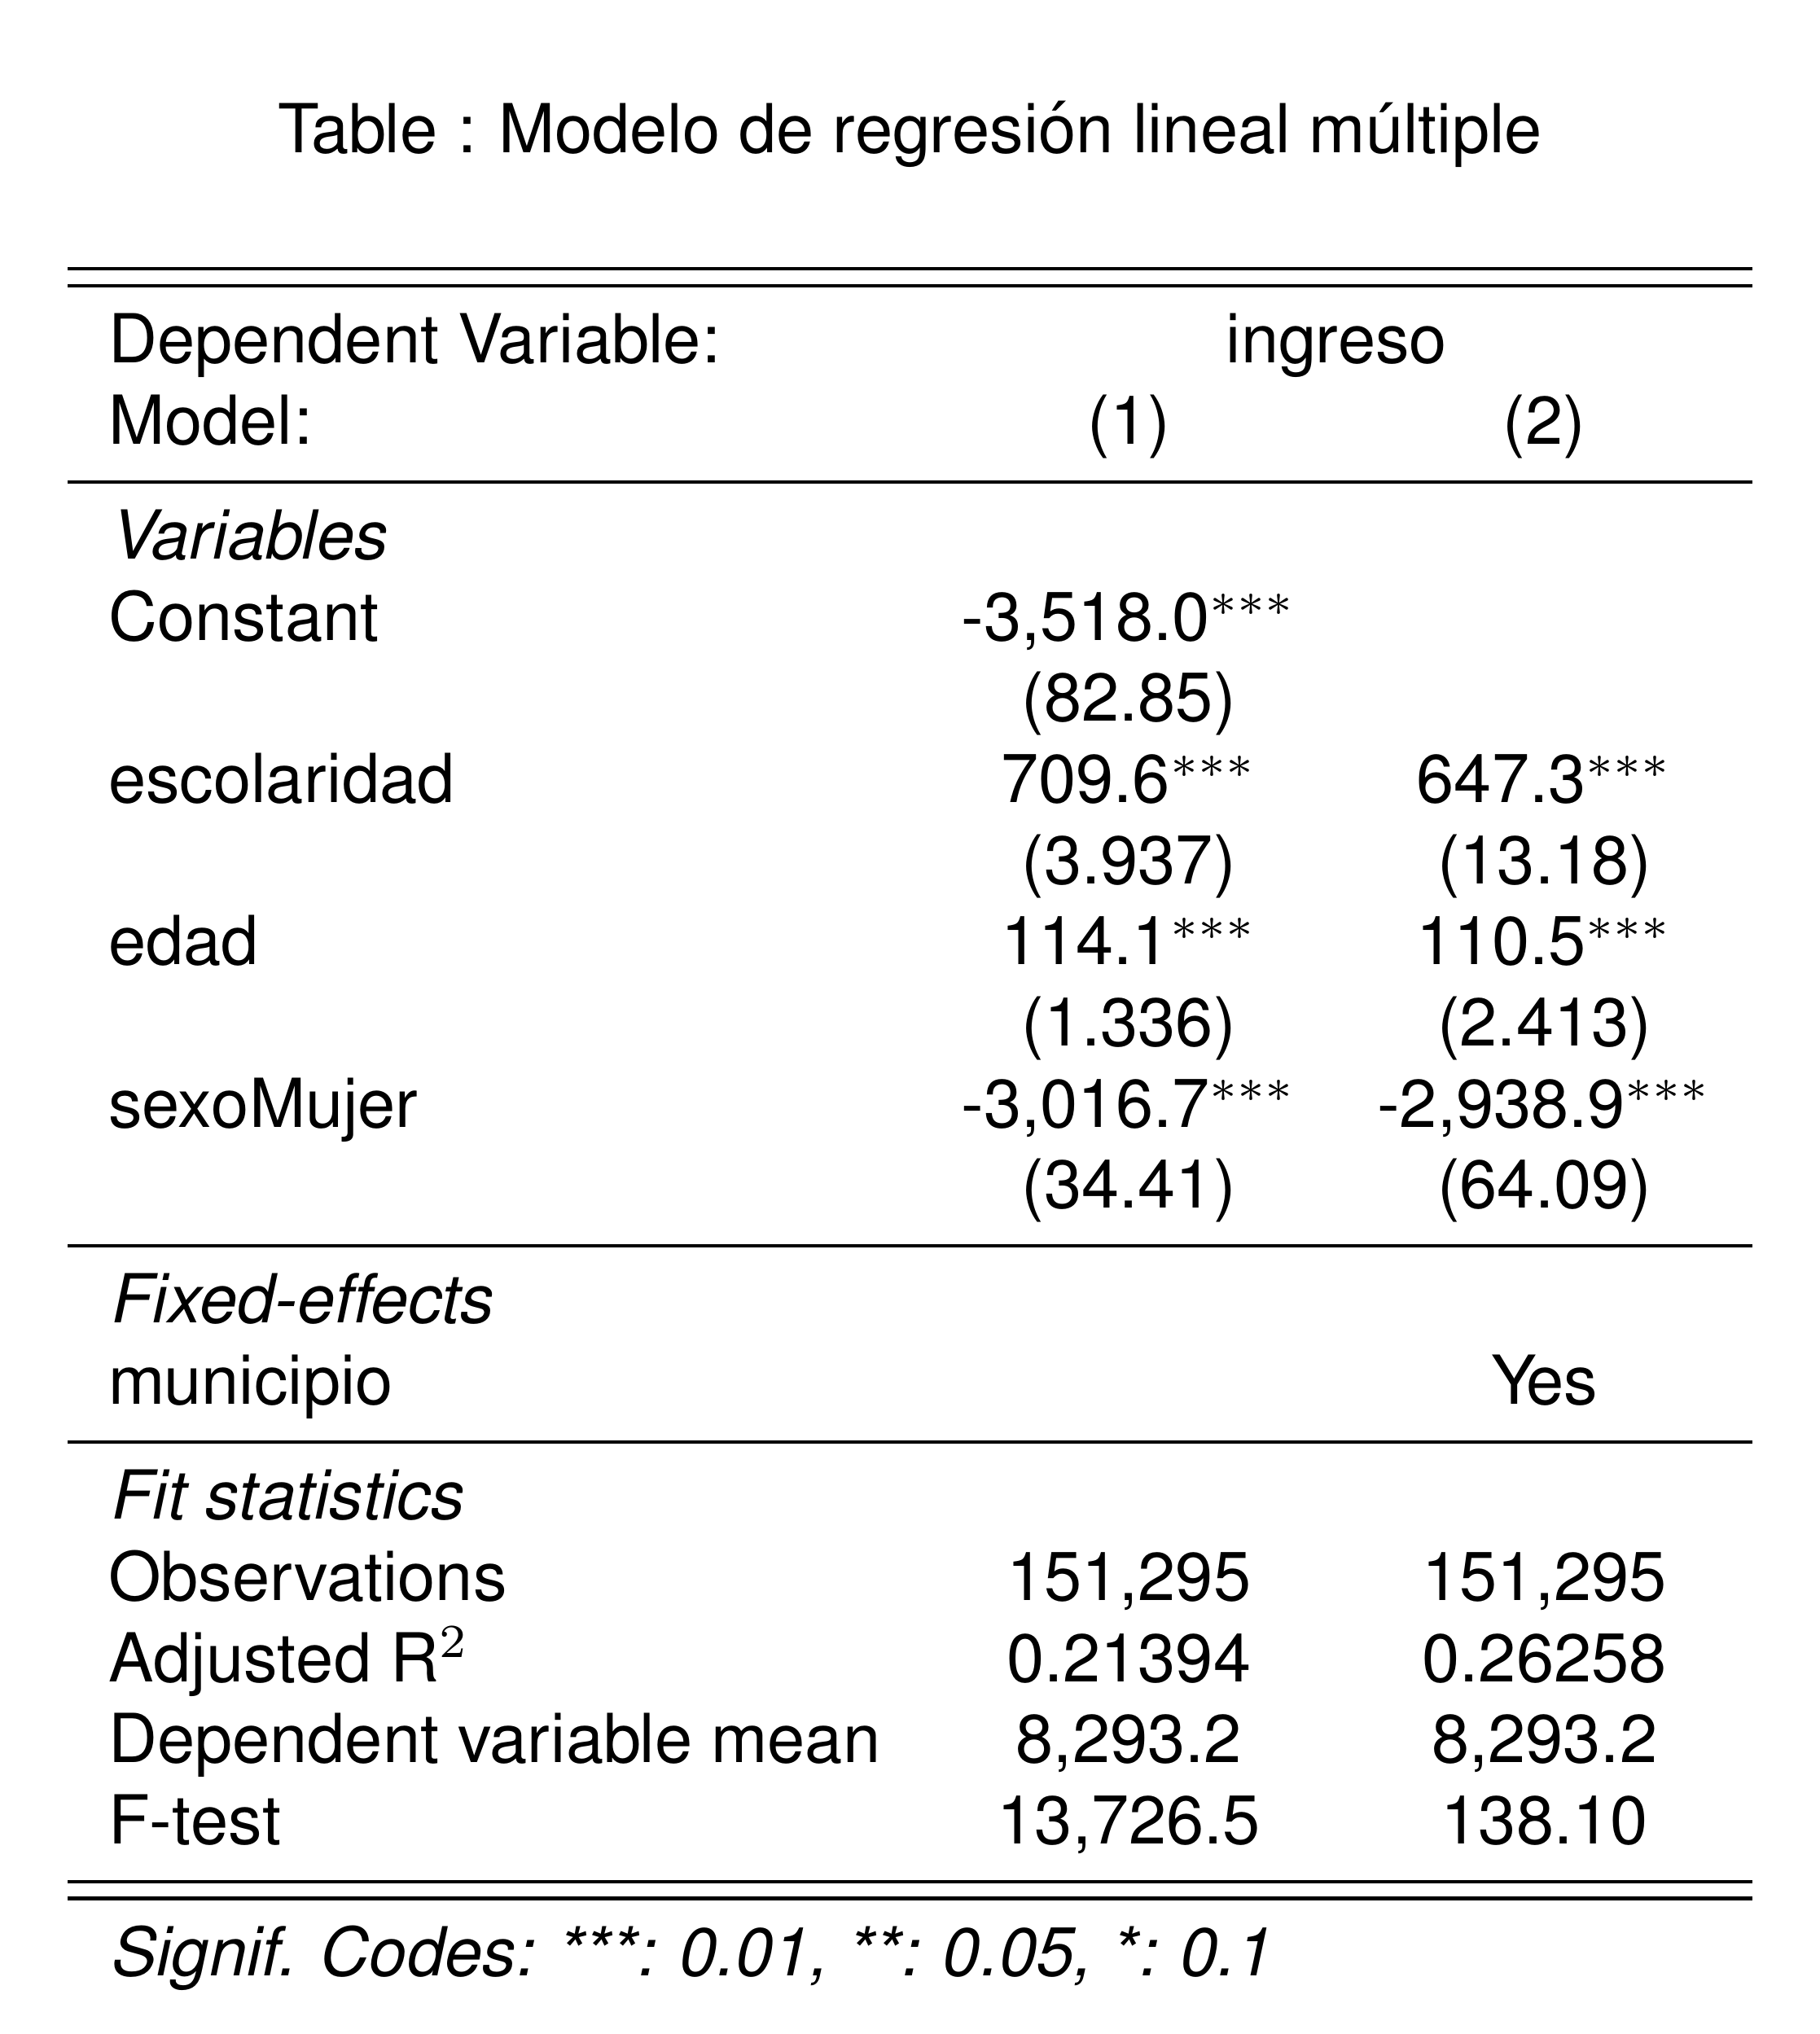 Table : Modelo de regresión lineal múltiple
Dependent Variable: ingreso
Model: (1) (2)
Variables
Constant -3,518.0***
(82.85)
escolaridad 709.6*** 647.3***
(3.937) (13.18)
edad 114.1*** 110.5***
(1.336) (2.413)
sexoMujer -3,016.7*** -2,938.9***
(34.41) (64.09)
Fixed-effects
municipio Yes
Fit statistics
Observations 151,295 151,295
Adjusted R² 0.21394 0.26258
Dependent variable mean 8,293.2 8,293.2
F-test 13,726.5 138.10
Signif. Codes: ***: 0.01, **: 0.05, *: 0.1